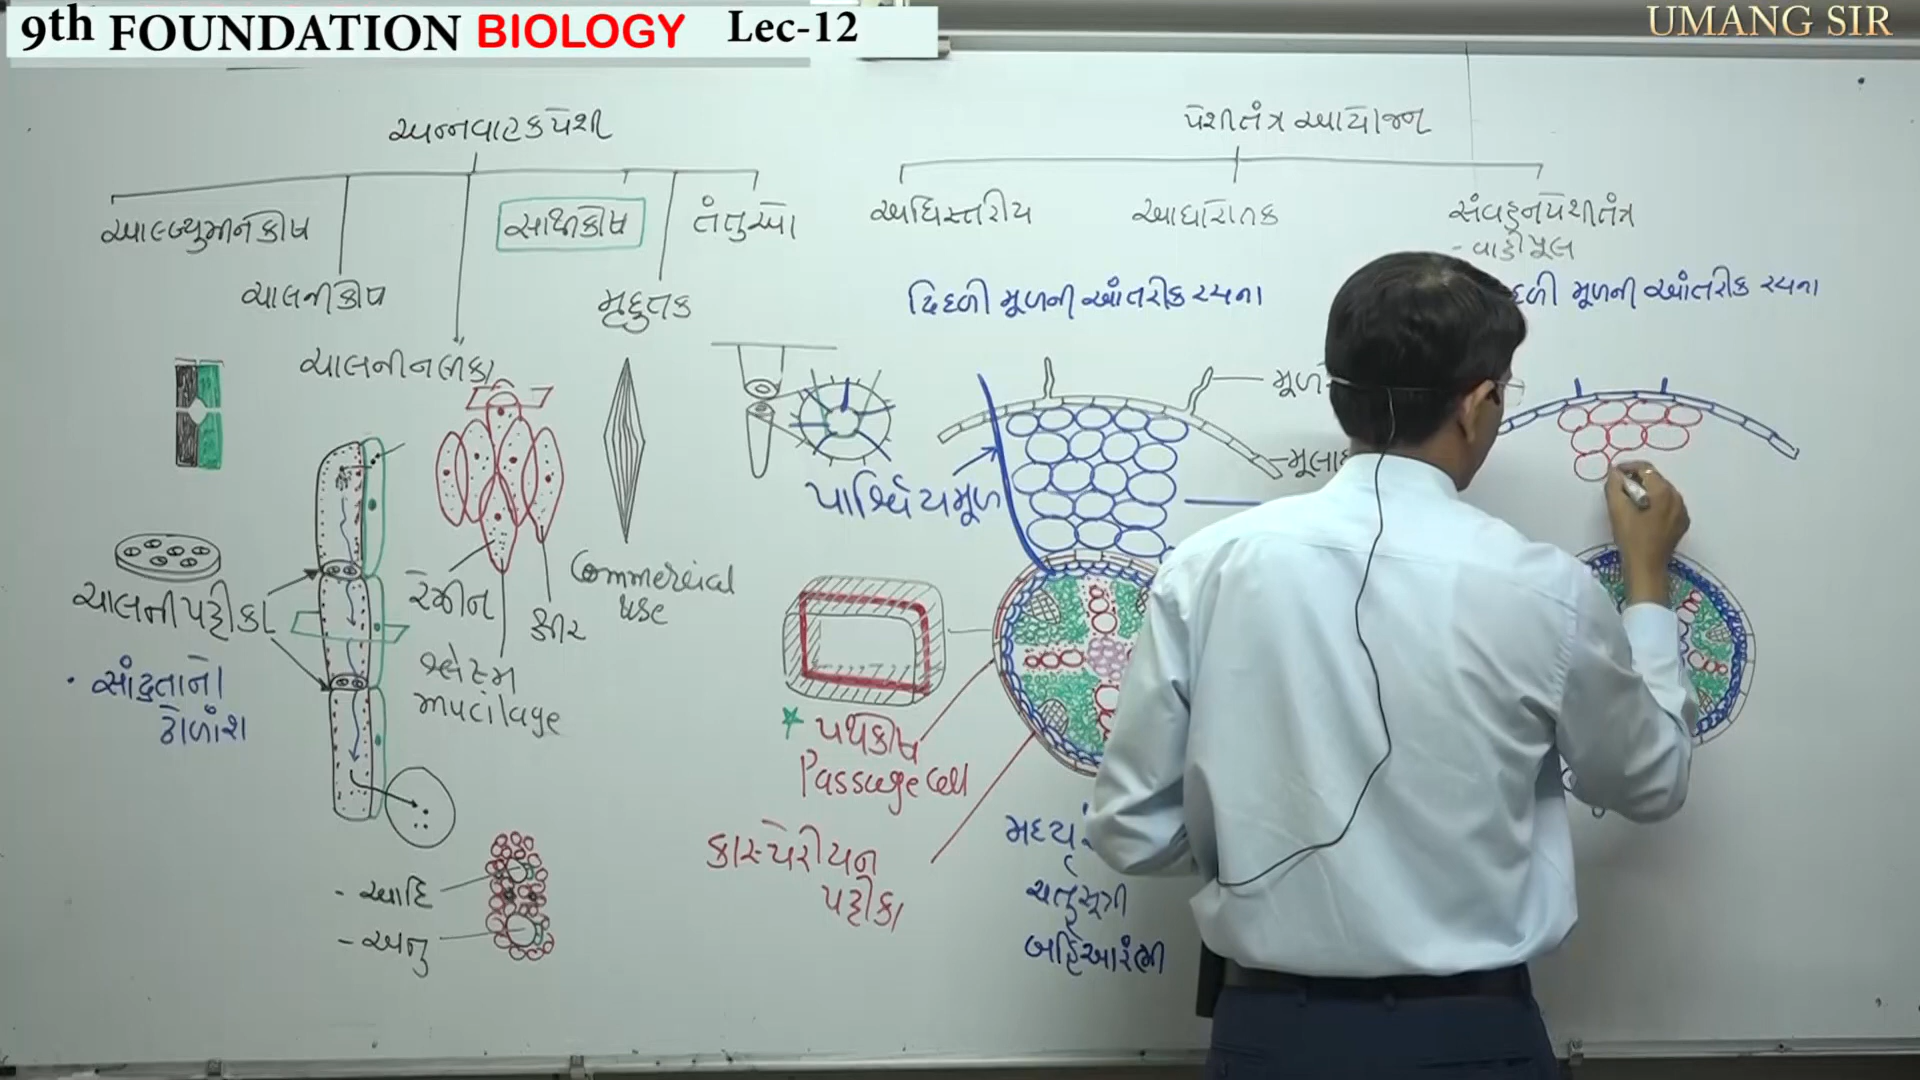 9th FOUNDATION BIOLOGY Lec-12
UMANG SIR
અન્નવાહકપેશી
આલ્બ્યુમીનકોષ
ચાલનીકોષ
ચાલનીનલીકા
સાથીકોષ
મૃદુતક
તંતુઓ
ચાલનીપટ્ટીકા
• સાંદ્રતાનો
ઢોળાંશ
રેઝીન
શ્લેષ્મ
mucilage
ક્ષીર
Commercial
use
- આદિ
- અનુ
પેશીતંત્ર આયોજન
અધિસ્તરીય
આધારોતક
સંવહનપેશીતંત્ર
- વાહીપૂલ
દ્વિદળી મૂળની આંતરીક રચના
દળી મૂળની આંતરીક રચના
મૂળ
મૂલા
પાર્શ્વિયમૂળ
* પથકોષ
Passage Cell
કાસ્પેરીયન
પટ્ટીકા
ચર્તુસૂત્રી
બહિઆરંભી